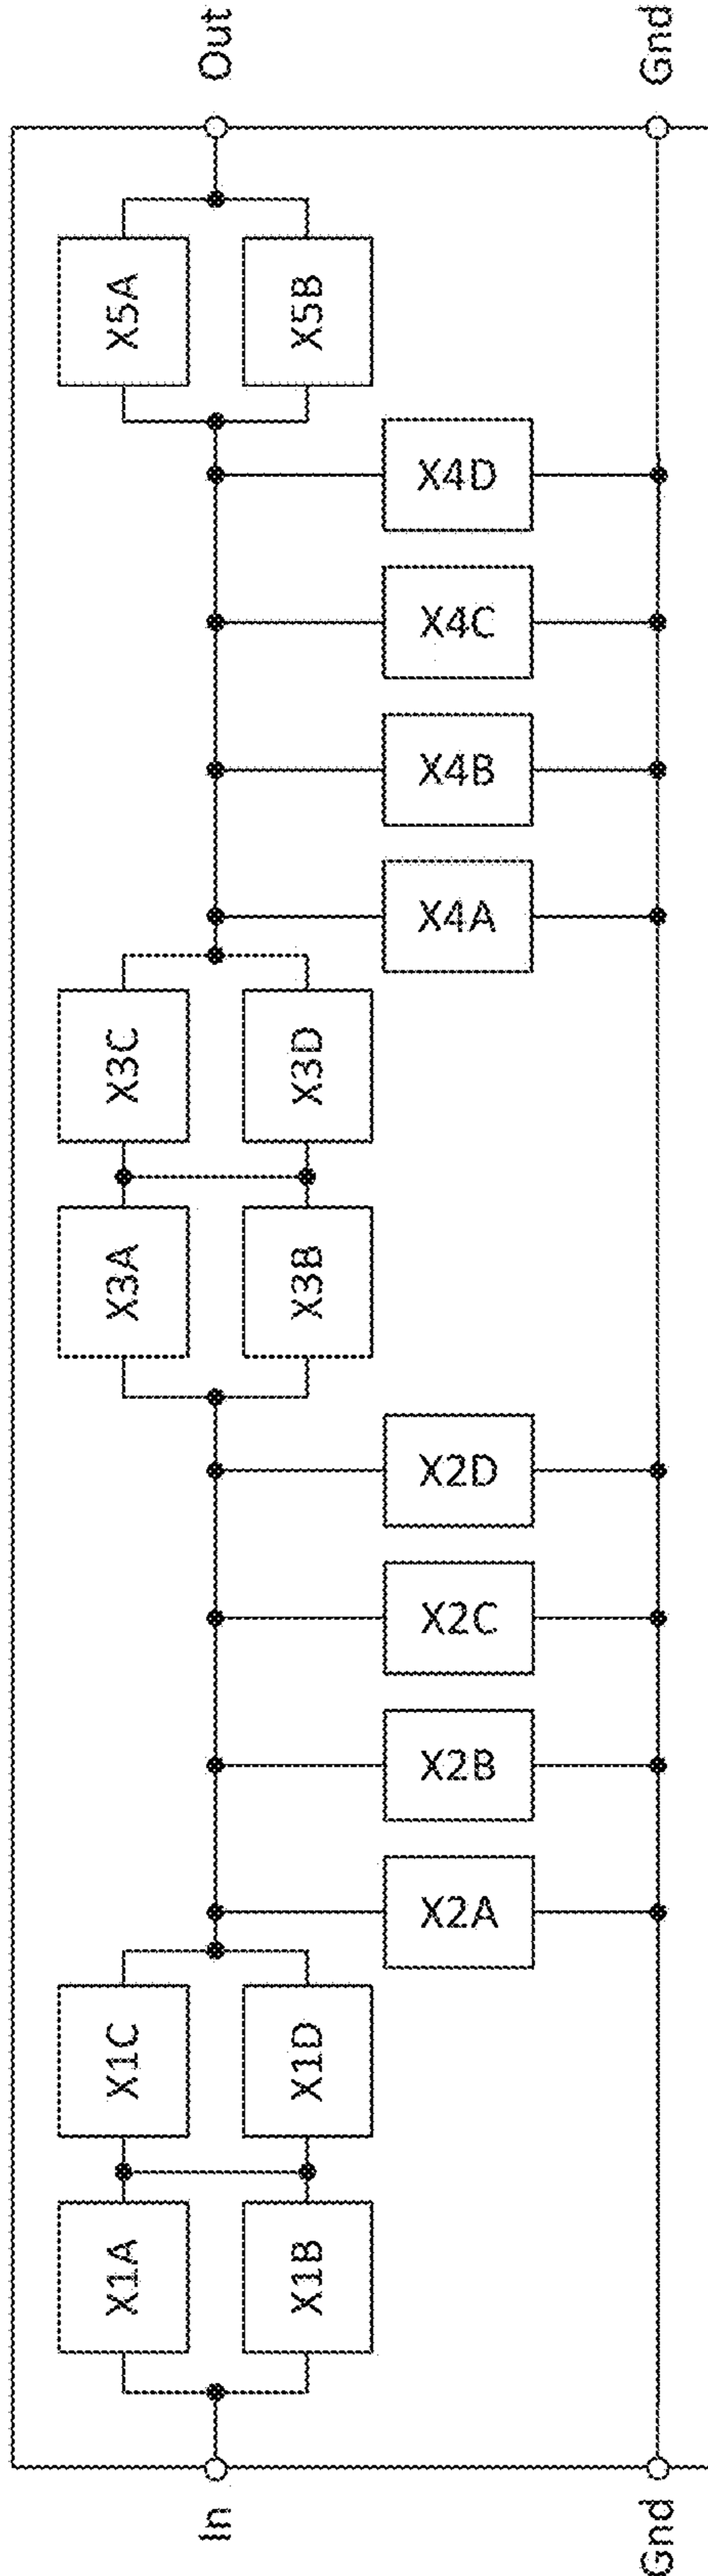 Out
Gnd
X5A
X5B
X4D
X4C
X4B
X4A
X3C
X3D
X3A
X3B
X2D
X2C
X2B
X2A
X1C
X1D
X1A
X1B
In
Gnd